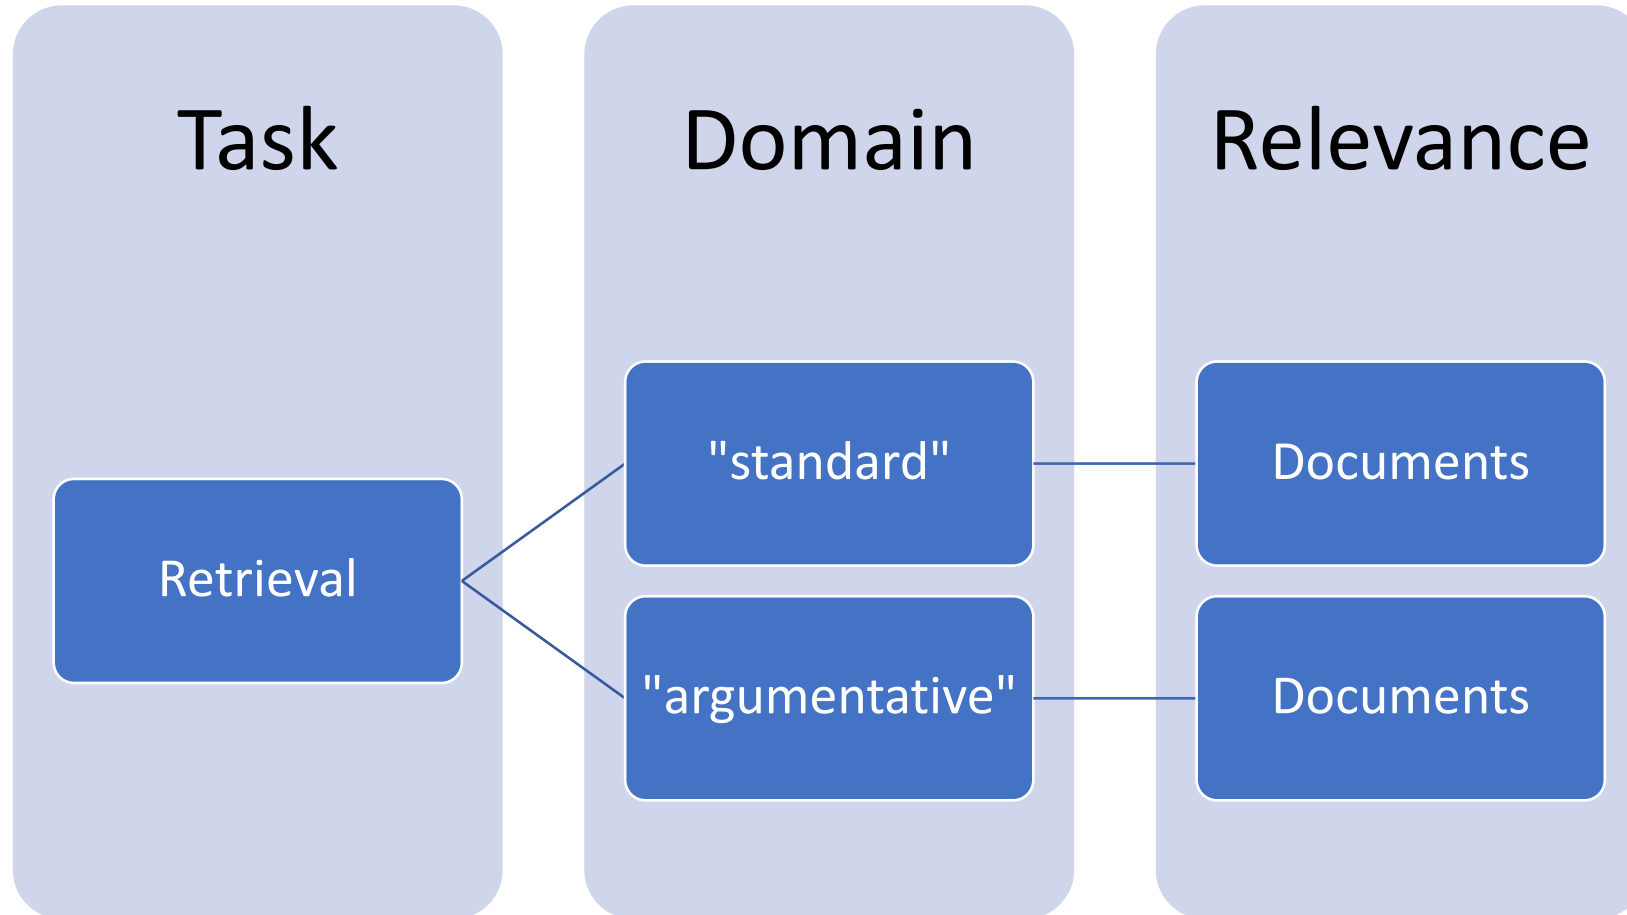 Task
Domain
Relevance
Retrieval
"standard"
Documents
"argumentative"
Documents